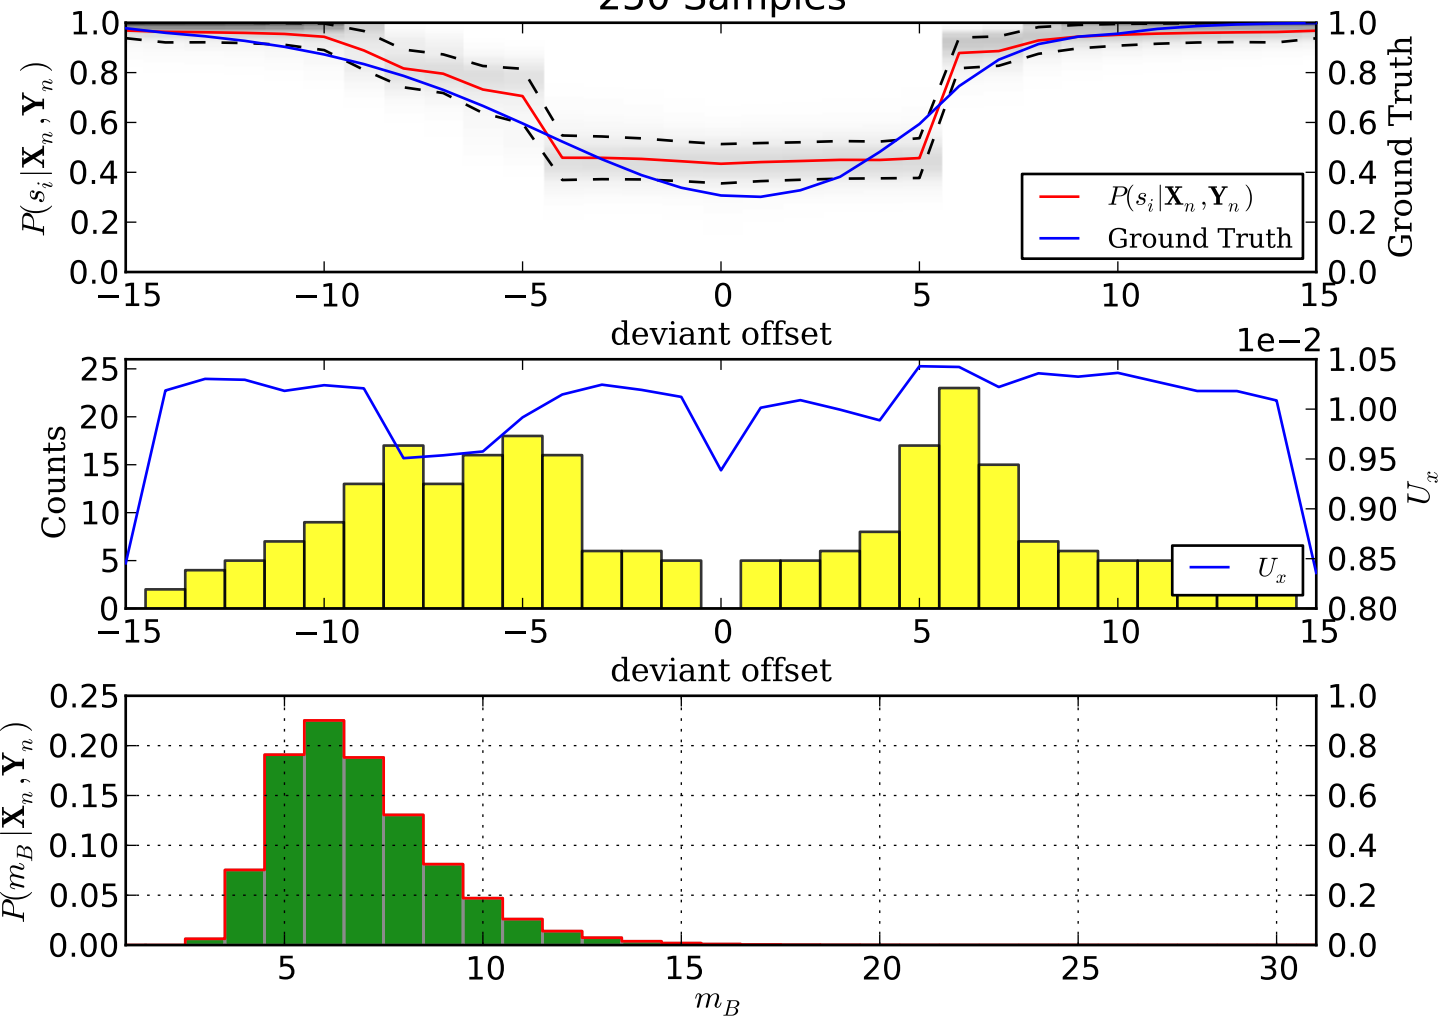 250 Samples
1.0 1.0
0.8 0.8
0.6 0.6
0.4 0.4
0.2 0.2
0.0 0.0
P(s_i|X_n,Y_n)
Ground Truth
P(s_i|X_n,Y_n)
Ground Truth
−15 −10 −5 0 5 10 15
deviant offset
1e−2
25 1.05
20 1.00
15 0.95
10 0.90
5 0.85
0 0.80
Counts
U_x
U_x
−15 −10 −5 0 5 10 15
deviant offset
0.25 1.0
0.20 0.8
0.15 0.6
0.10 0.4
0.05 0.2
0.00 0.0
P(m_B|X_n,Y_n)
5 10 15 20 25 30
m_B